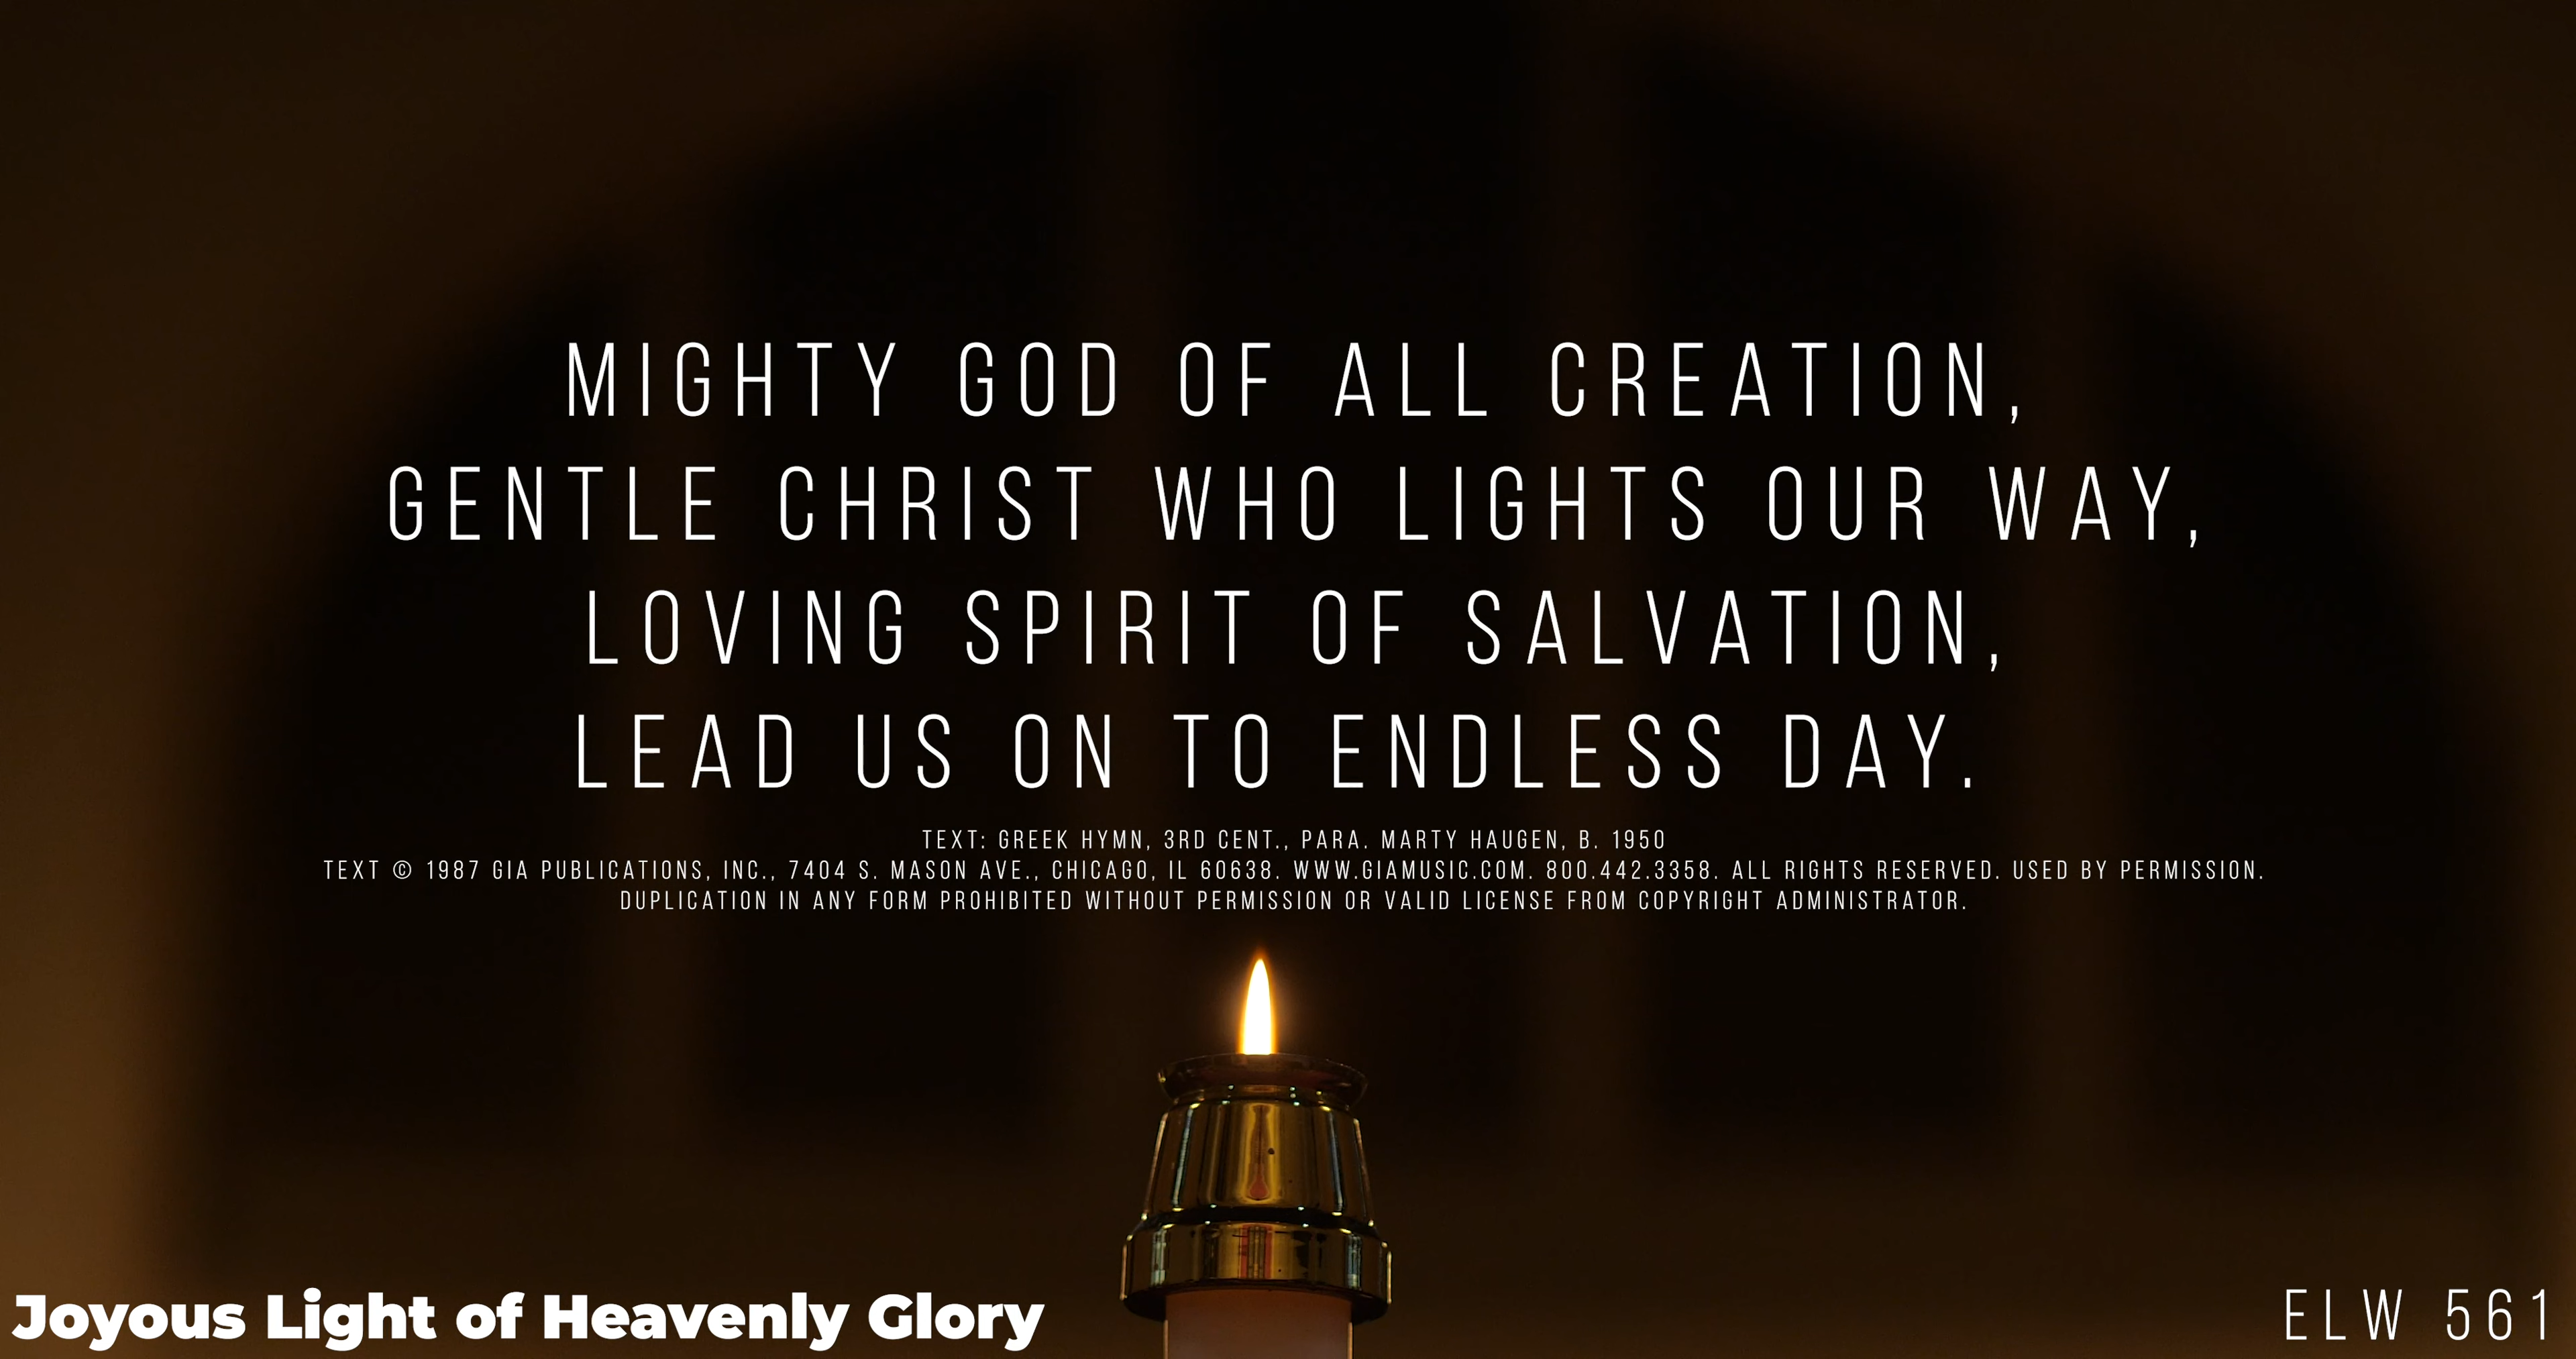 MIGHTY GOD OF ALL CREATION,
GENTLE CHRIST WHO LIGHTS OUR WAY,
LOVING SPIRIT OF SALVATION,
LEAD US ON TO ENDLESS DAY.
TEXT: GREEK HYMN, 3RD CENT., PARA. MARTY HAUGEN, B. 1950
TEXT © 1987 GIA PUBLICATIONS, INC., 7404 S. MASON AVE., CHICAGO, IL 60638. WWW.GIAMUSIC.COM. 800.442.3358. ALL RIGHTS RESERVED. USED BY PERMISSION.
DUPLICATION IN ANY FORM PROHIBITED WITHOUT PERMISSION OR VALID LICENSE FROM COPYRIGHT ADMINISTRATOR.
Joyous Light of Heavenly Glory
ELW 561